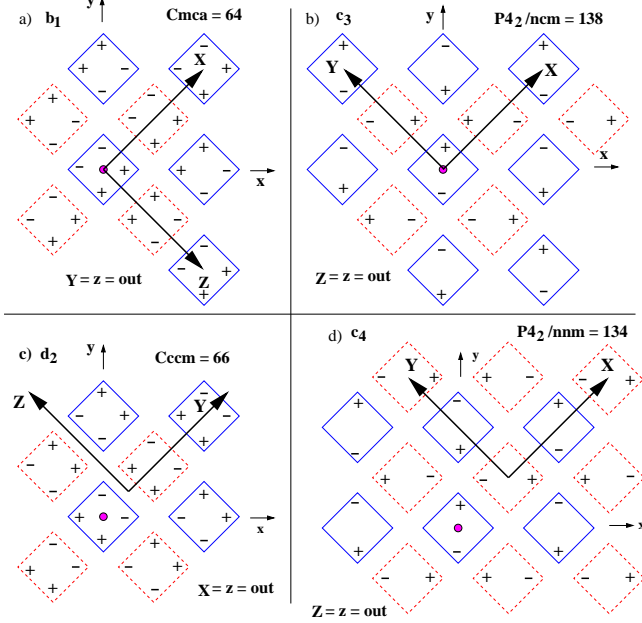 a) b1 y Cmca = 64
X
x
Z
Y = z = out
b) c3 y P42/ncm = 138
Y X
x
Z = z = out
c) d2 y Cccm = 66
Z Y
x
X = z = out
d) c4 y P42/nnm = 134
Y X
x
Z = z = out